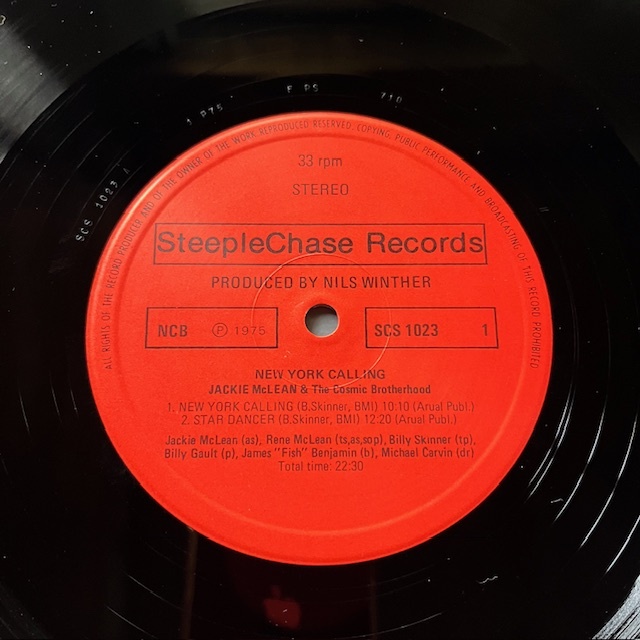 1 P75 F PS 710
SCS 1023 A
ALL RIGHTS OF THE RECORD PRODUCER AND OF THE OWNER OF THE WORK REPRODUCED RESERVED. COPYING, PUBLIC PERFORMANCE AND BROADCASTING OF THIS RECORD PROHIBITED
33 rpm
STEREO
SteepleChase Records
PRODUCED BY NILS WINTHER
NCB ℗ 1975 SCS 1023 1
NEW YORK CALLING
JACKIE McLEAN & The Cosmic Brotherhood
1. NEW YORK CALLING (B.Skinner, BMI) 10:10 (Arual Publ.)
2. STAR DANCER (B.Skinner, BMI) 12:20 (Arual Publ.)
Jackie McLean (as), Rene McLean (ts,as,sop), Billy Skinner (tp),
Billy Gault (p), James "Fish" Benjamin (b), Michael Carvin (dr)
Total time: 22:30